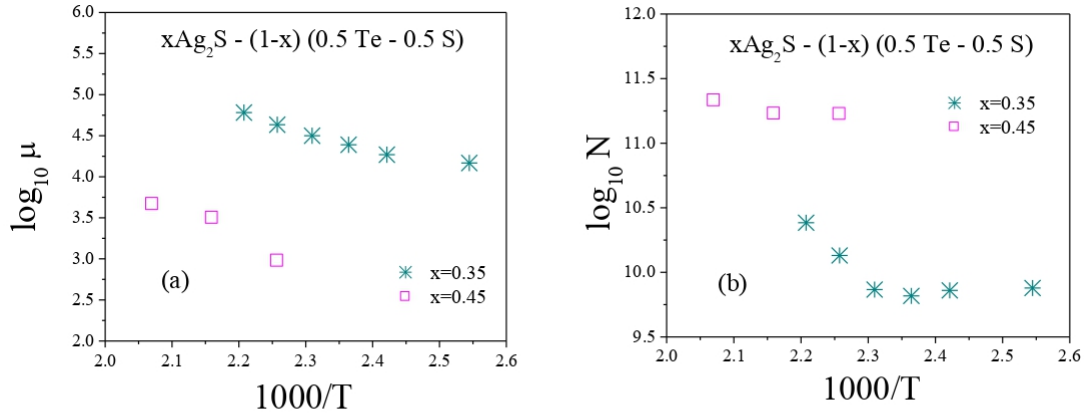 6.0
5.5
5.0
4.5
4.0
3.5
3.0
2.5
2.0
log₁₀ μ
xAg₂S - (1-x) (0.5 Te - 0.5 S)
(a)
x=0.35
x=0.45
2.0 2.1 2.2 2.3 2.4 2.5 2.6
1000/T
12.0
11.5
11.0
10.5
10.0
9.5
log₁₀ N
xAg₂S - (1-x) (0.5 Te - 0.5 S)
x=0.35
x=0.45
(b)
2.0 2.1 2.2 2.3 2.4 2.5 2.6
1000/T